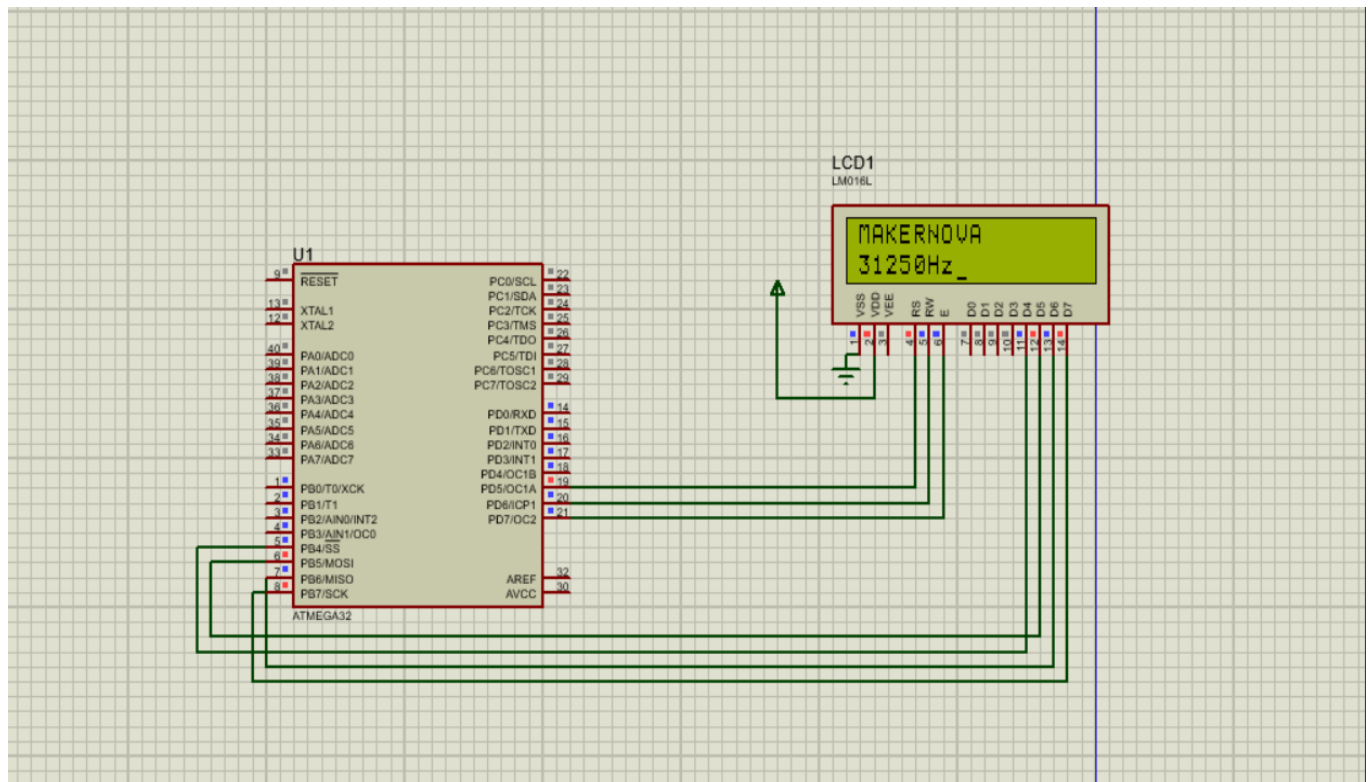 LCD1
LM016L
MAKERNOVA
31250Hz_
VSS
VDD
VEE
RS
RW
E
D0
D1
D2
D3
D4
D5
D6
D7
1
2
3
4
5
6
7
8
9
10
11
12
13
14
U1
9 RESET
13 XTAL1
12 XTAL2
40 PA0/ADC0
39 PA1/ADC1
38 PA2/ADC2
37 PA3/ADC3
36 PA4/ADC4
35 PA5/ADC5
34 PA6/ADC6
33 PA7/ADC7
1 PB0/T0/XCK
2 PB1/T1
3 PB2/AIN0/INT2
4 PB3/AIN1/OC0
5 PB4/SS
6 PB5/MOSI
7 PB6/MISO
8 PB7/SCK
PC0/SCL 22
PC1/SDA 23
PC2/TCK 24
PC3/TMS 25
PC4/TDO 26
PC5/TDI 27
PC6/TOSC1 28
PC7/TOSC2 29
PD0/RXD 14
PD1/TXD 15
PD2/INT0 16
PD3/INT1 17
PD4/OC1B 18
PD5/OC1A 19
PD6/ICP1 20
PD7/OC2 21
AREF 32
AVCC 30
ATMEGA32